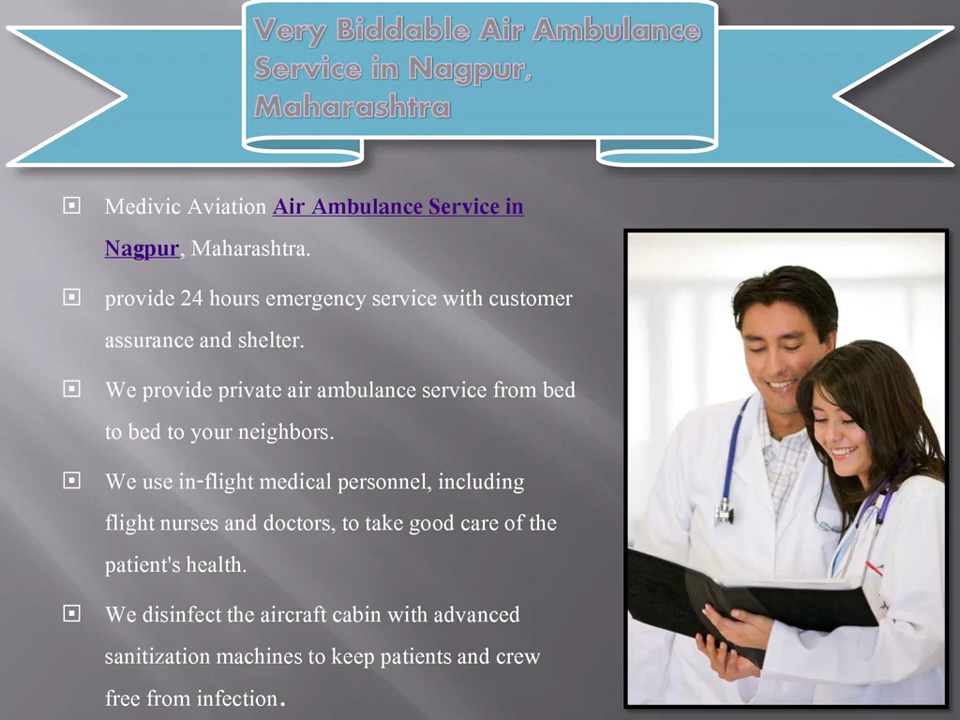 Very Biddable Air Ambulance
Service in Nagpur,
Maharashtra
Medivic Aviation Air Ambulance Service in
Nagpur, Maharashtra.
provide 24 hours emergency service with customer
assurance and shelter.
We provide private air ambulance service from bed
to bed to your neighbors.
We use in-flight medical personnel, including
flight nurses and doctors, to take good care of the
patient's health.
We disinfect the aircraft cabin with advanced
sanitization machines to keep patients and crew
free from infection.